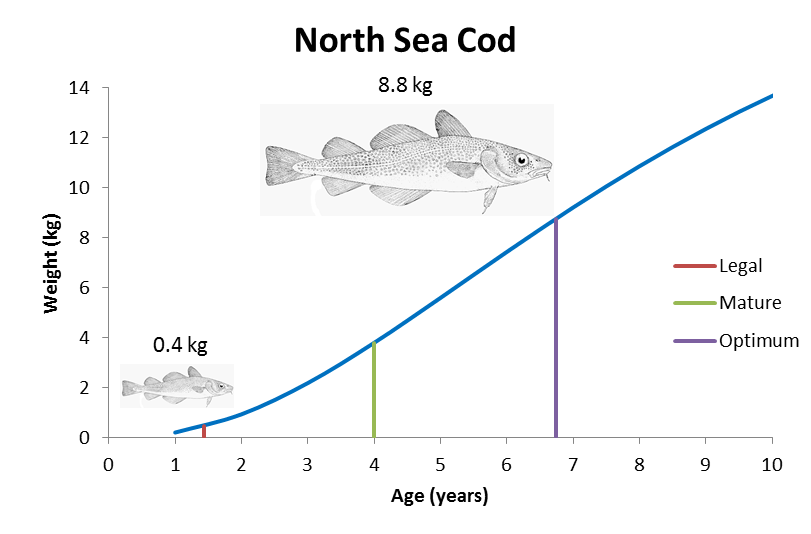 North Sea Cod
8.8 kg
14
12
10
8
6
4
2
0
Weight (kg)
0.4 kg
Legal
Mature
Optimum
0 1 2 3 4 5 6 7 8 9 10
Age (years)